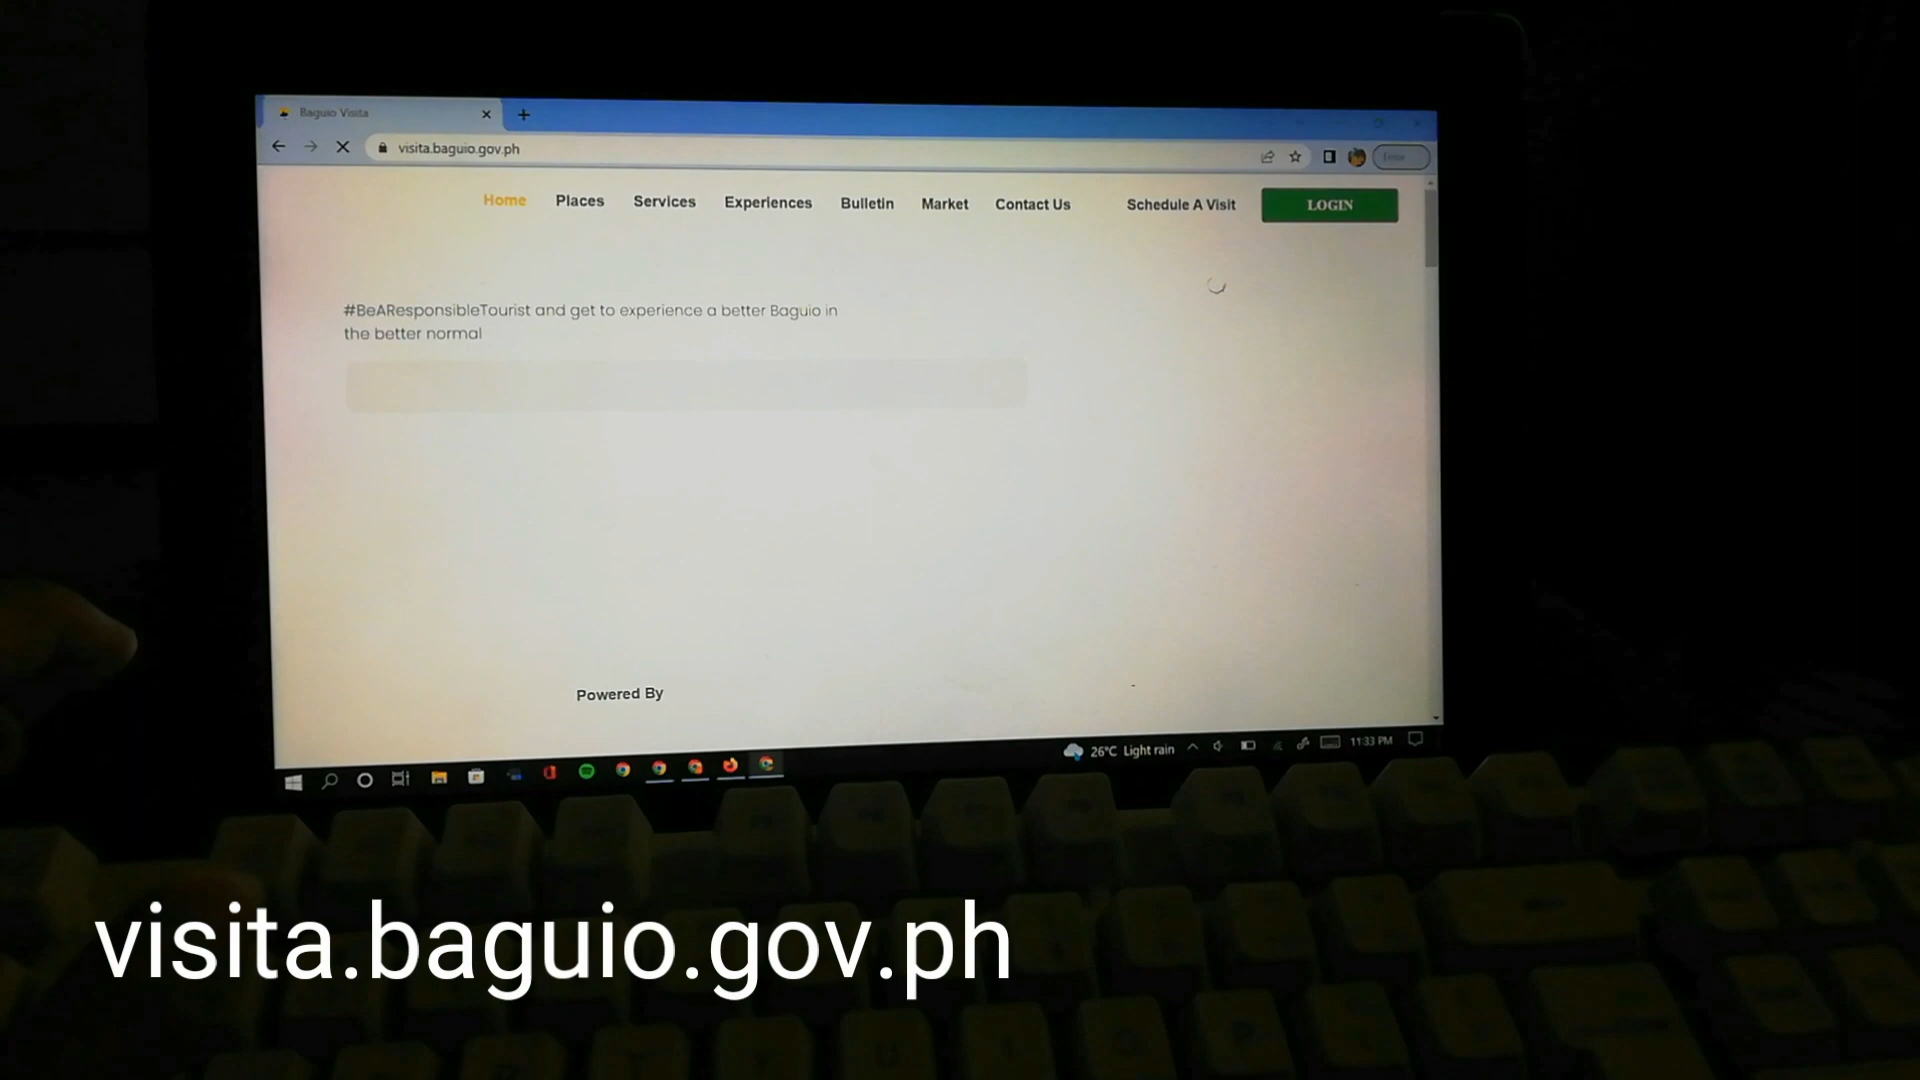 Baguio Visita
visita.baguio.gov.ph
Home Places Services Experiences Bulletin Market Contact Us Schedule A Visit LOGIN
#BeAResponsibleTourist and get to experience a better Baguio in
the better normal
Powered By
26°C Light rain 11:33 PM
visita.baguio.gov.ph